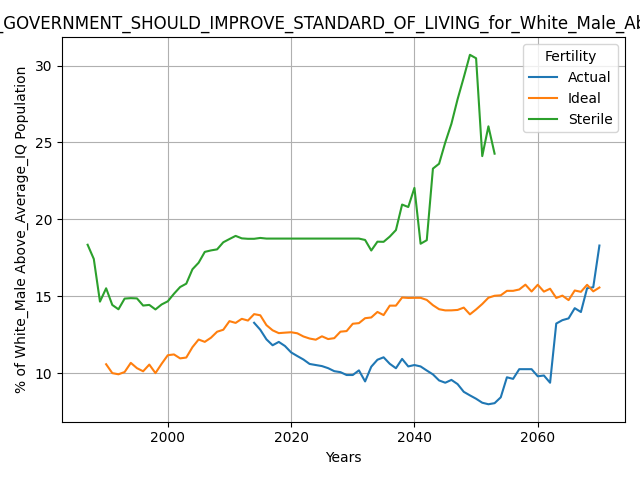 _GOVERNMENT_SHOULD_IMPROVE_STANDARD_OF_LIVING_for_White_Male_Ab
% of White_Male Above_Average_IQ Population
30
25
20
15
10
Fertility
Actual
Ideal
Sterile
2000
2020
2040
2060
Years